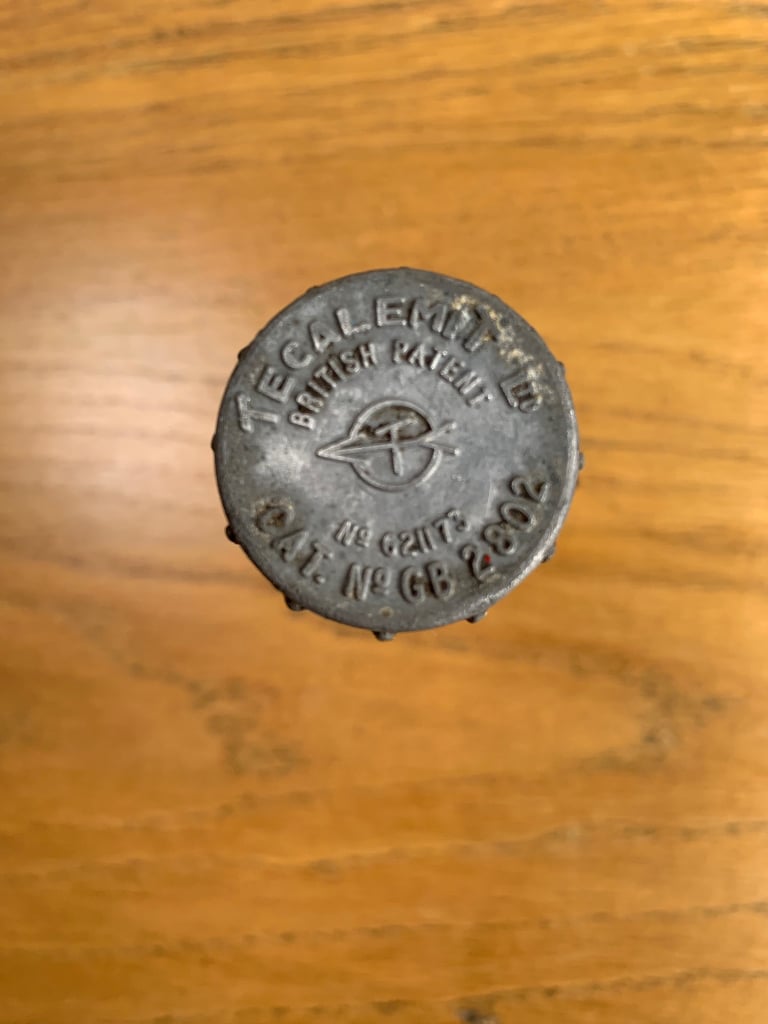 TECALEMIT LTD
BRITISH PATENT
T
Nº 621173
CAT. Nº GB 2802